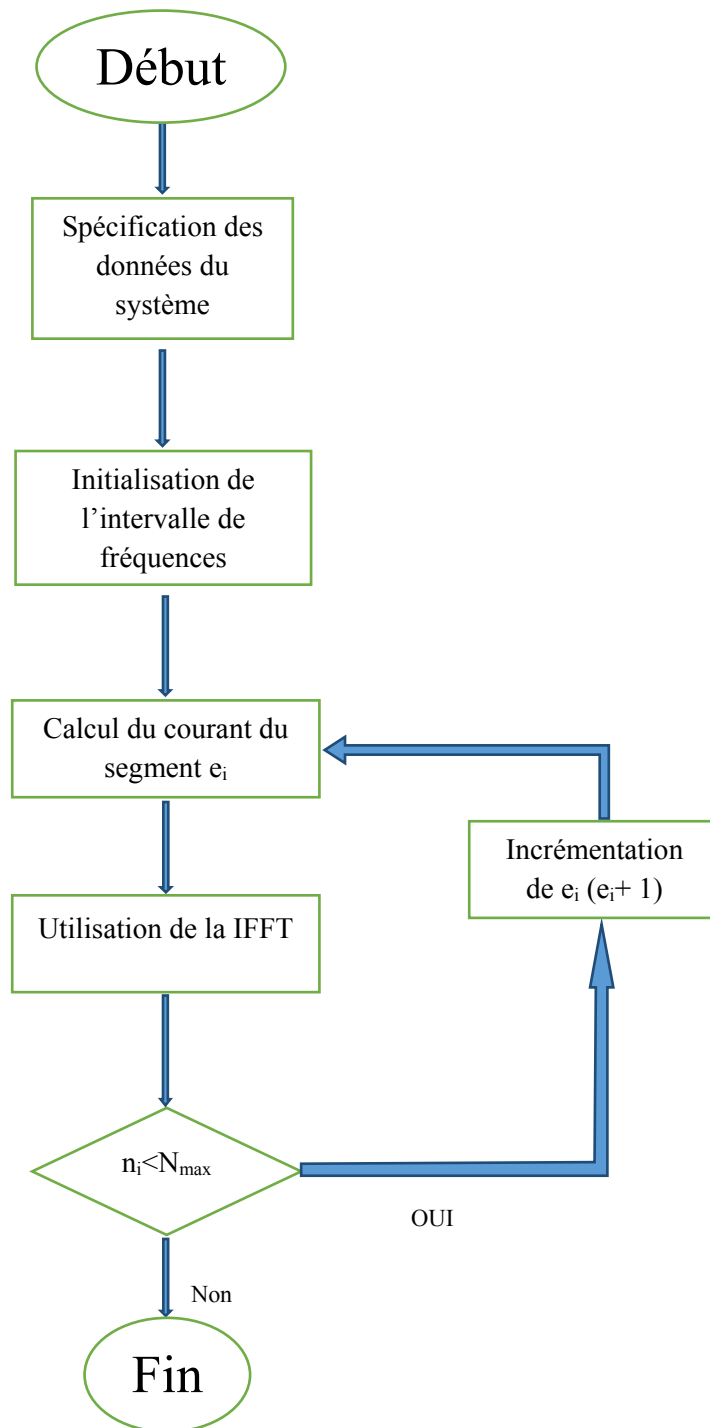 Début
Spécification des
données du
système
Initialisation de
l’intervalle de
fréquences
Calcul du courant du
segment eᵢ
Incrémentation
de eᵢ (eᵢ+ 1)
Utilisation de la IFFT
nᵢ<Nₘₐₓ
OUI
Non
Fin